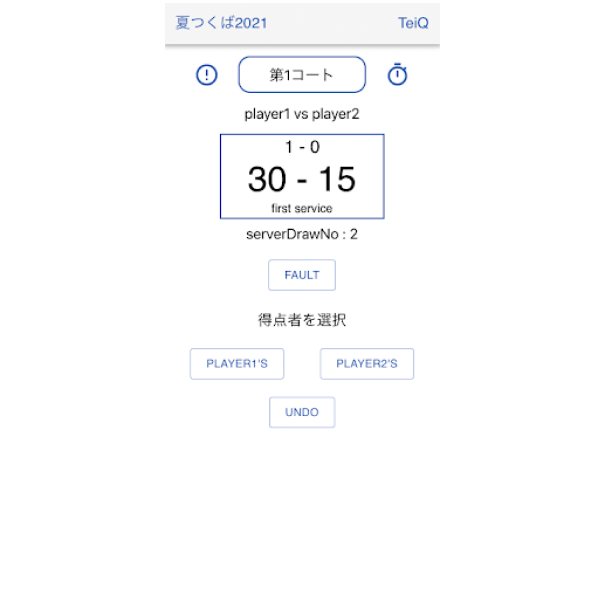 夏つくば2021 TeiQ
第1コート
player1 vs player2
1 - 0
30 - 15
first service
serverDrawNo : 2
FAULT
得点者を選択
PLAYER1'S PLAYER2'S
UNDO